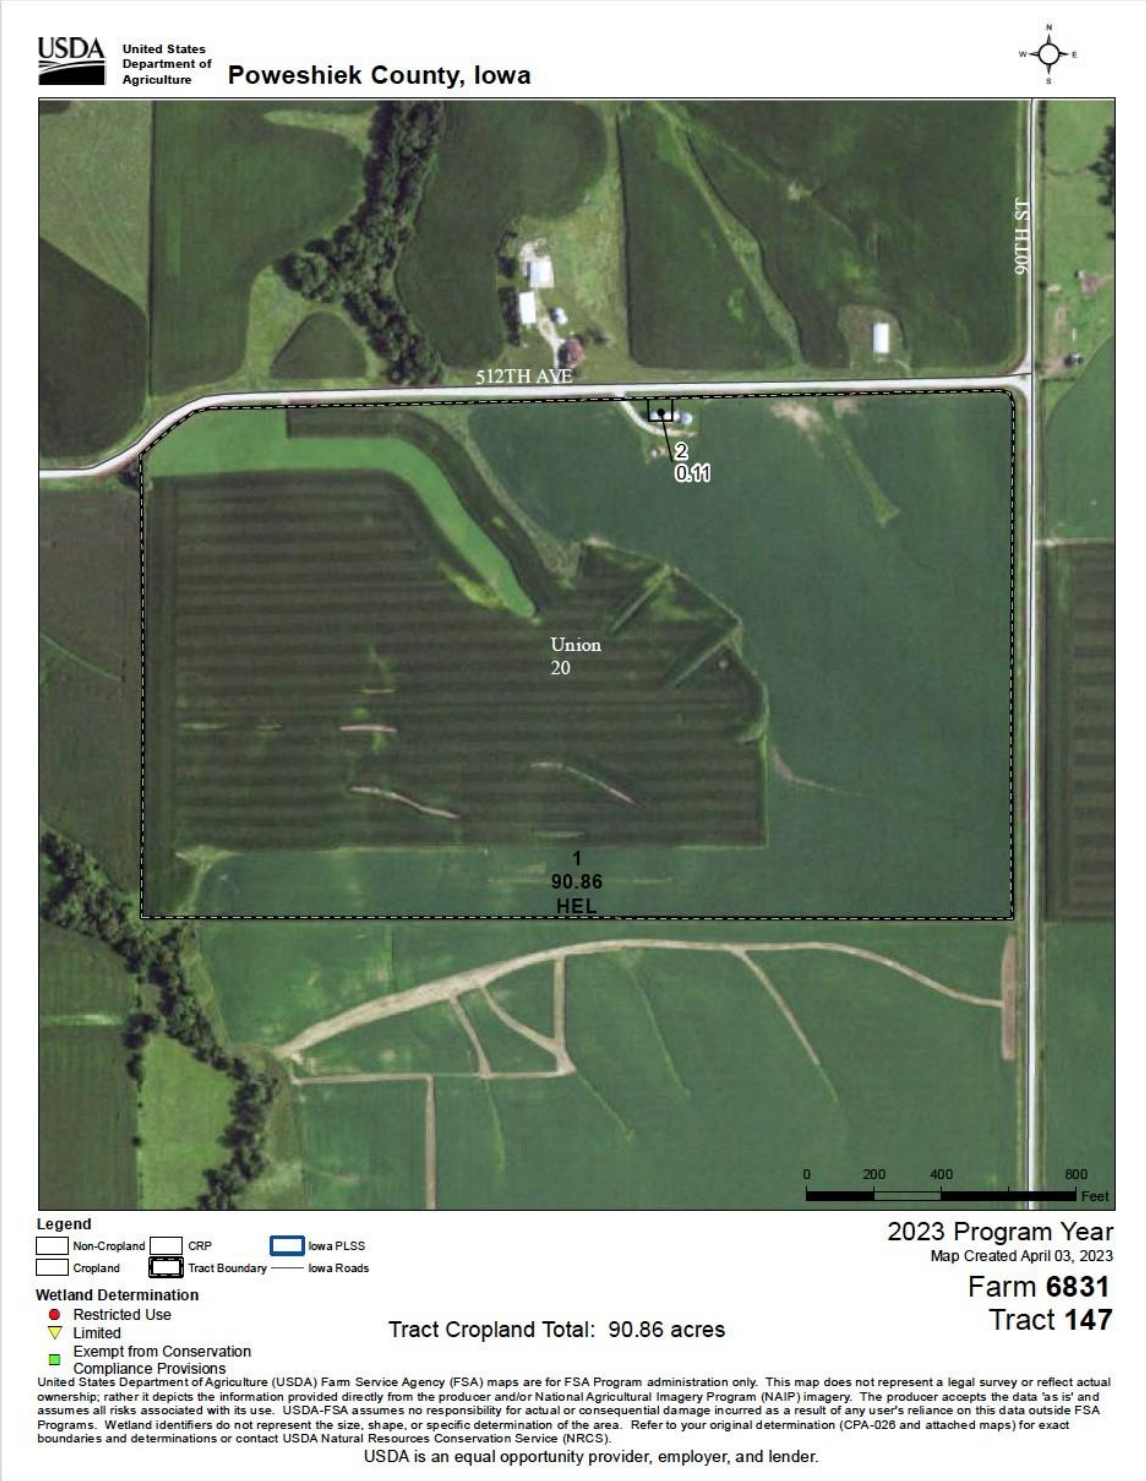 USDA
United States
Department of
Agriculture
Poweshiek County, Iowa
N
W E
S
90TH ST
512TH AVE
2
0.11
Union
20
1
90.86
HEL
0 200 400 800
Feet
Legend
Non-Cropland CRP Iowa PLSS
Cropland Tract Boundary Iowa Roads
Wetland Determination
Restricted Use
Limited
Exempt from Conservation
Compliance Provisions
Tract Cropland Total: 90.86 acres
2023 Program Year
Map Created April 03, 2023
Farm 6831
Tract 147
United States Department of Agriculture (USDA) Farm Service Agency (FSA) maps are for FSA Program administration only. This map does not represent a legal survey or reflect actual
ownership; rather it depicts the information provided directly from the producer and/or National Agricultural Imagery Program (NAIP) imagery. The producer accepts the data 'as is' and
assumes all risks associated with its use. USDA-FSA assumes no responsibility for actual or consequential damage incurred as a result of any user's reliance on this data outside FSA
Programs. Wetland identifiers do not represent the size, shape, or specific determination of the area. Refer to your original determination (CPA-026 and attached maps) for exact
boundaries and determinations or contact USDA Natural Resources Conservation Service (NRCS).
USDA is an equal opportunity provider, employer, and lender.